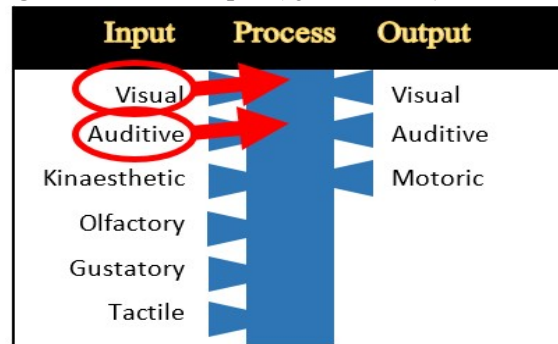 Input Process Output
Visual Visual
Auditive Auditive
Kinaesthetic Motoric
Olfactory
Gustatory
Tactile